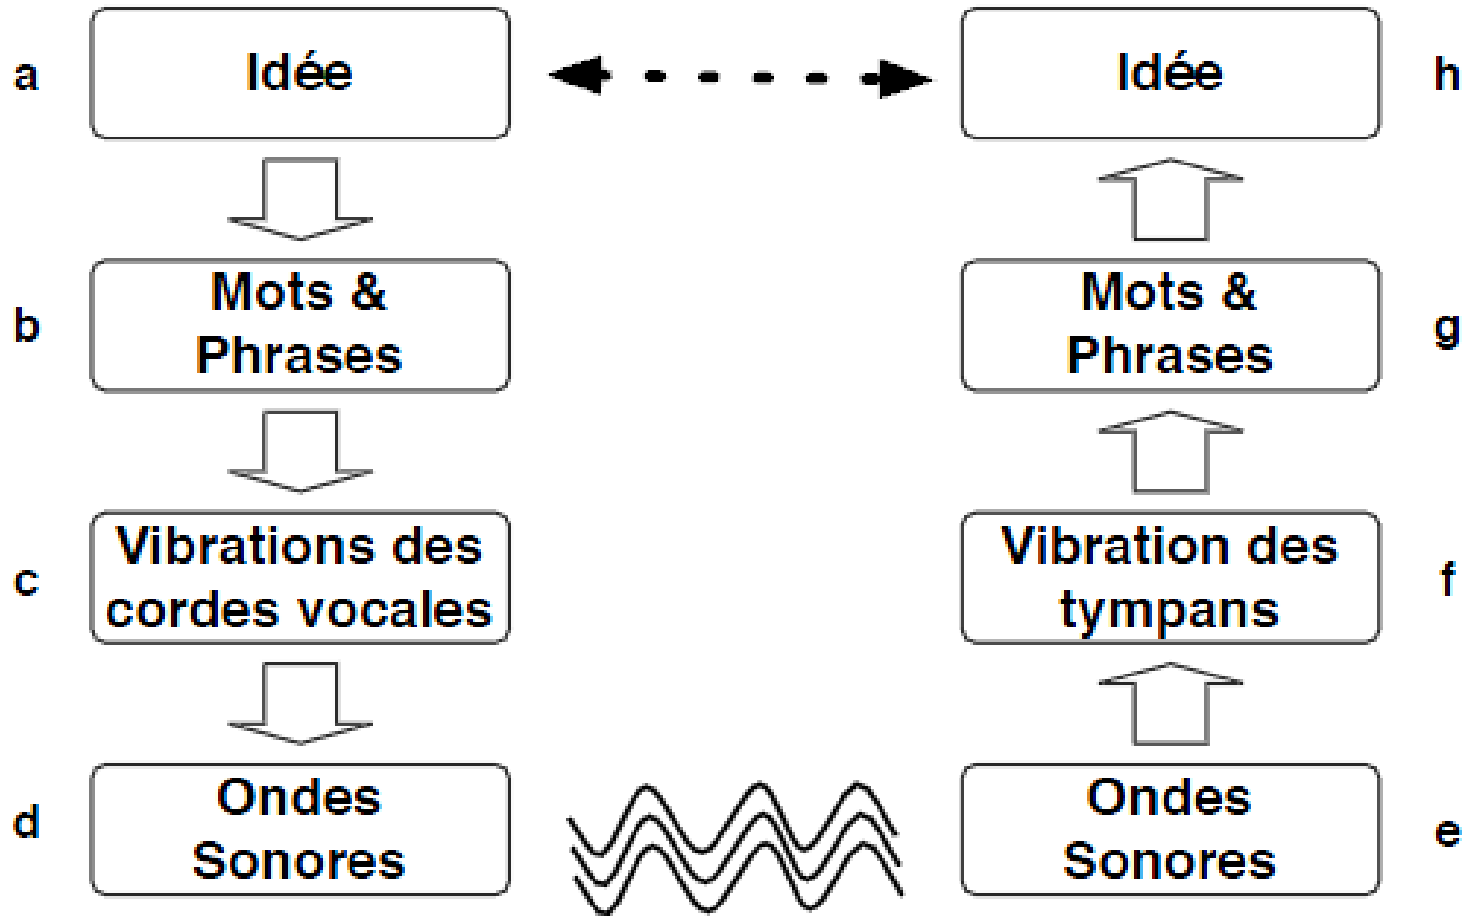 a
Idée
Idée
h
b
Mots &
Phrases
Mots &
Phrases
g
c
Vibrations des
cordes vocales
Vibration des
tympans
f
d
Ondes
Sonores
Ondes
Sonores
e